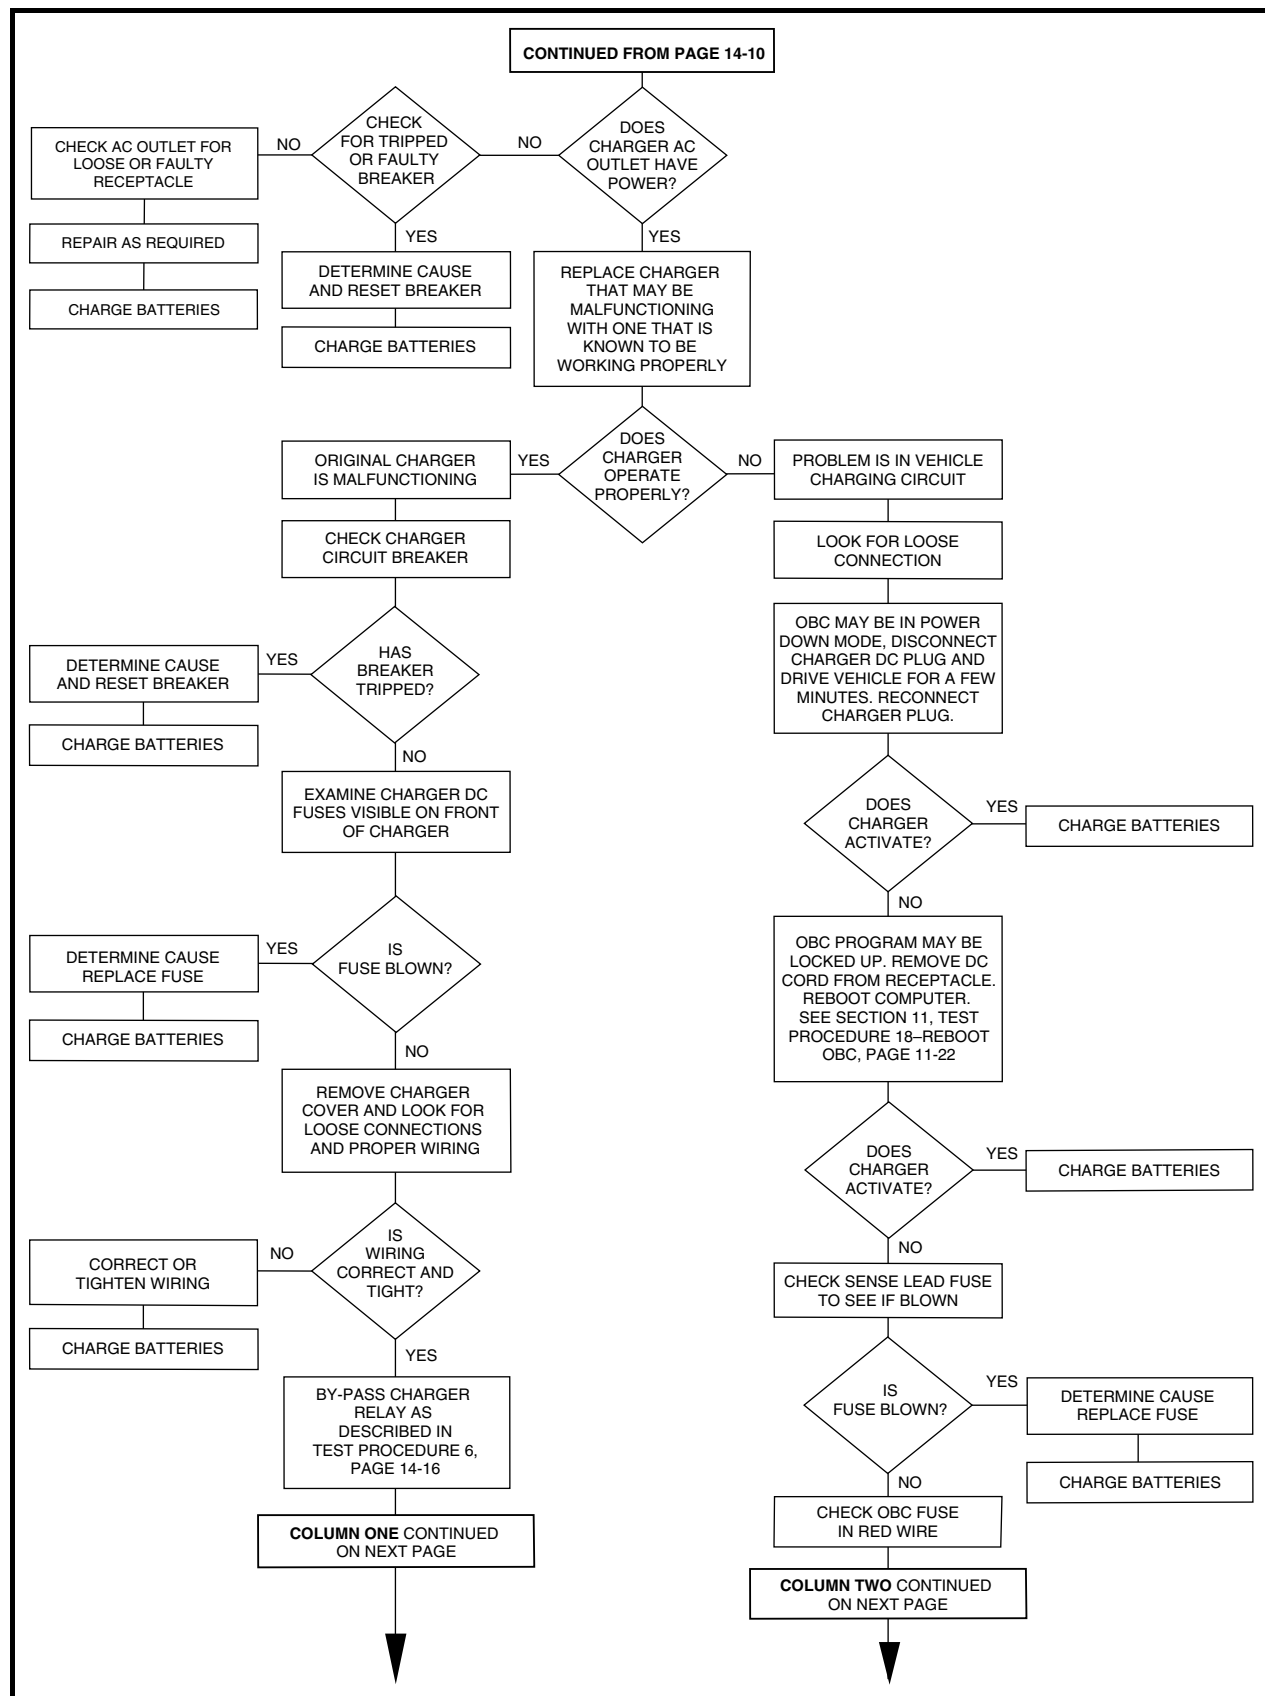 CONTINUED FROM PAGE 14-10
CHECK
FOR TRIPPED
OR FAULTY
BREAKER
DOES
CHARGER AC
OUTLET HAVE
POWER?
NO
NO
CHECK AC OUTLET FOR
LOOSE OR FAULTY
RECEPTACLE
REPAIR AS REQUIRED
CHARGE BATTERIES
YES
DETERMINE CAUSE
AND RESET BREAKER
CHARGE BATTERIES
YES
REPLACE CHARGER
THAT MAY BE
MALFUNCTIONING
WITH ONE THAT IS
KNOWN TO BE
WORKING PROPERLY
DOES
CHARGER
OPERATE
PROPERLY?
YES
ORIGINAL CHARGER
IS MALFUNCTIONING
CHECK CHARGER
CIRCUIT BREAKER
HAS
BREAKER
TRIPPED?
YES
DETERMINE CAUSE
AND RESET BREAKER
CHARGE BATTERIES
NO
EXAMINE CHARGER DC
FUSES VISIBLE ON FRONT
OF CHARGER
IS
FUSE BLOWN?
YES
DETERMINE CAUSE
REPLACE FUSE
CHARGE BATTERIES
NO
REMOVE CHARGER
COVER AND LOOK FOR
LOOSE CONNECTIONS
AND PROPER WIRING
IS
WIRING
CORRECT AND
TIGHT?
NO
CORRECT OR
TIGHTEN WIRING
CHARGE BATTERIES
YES
BY-PASS CHARGER
RELAY AS
DESCRIBED IN
TEST PROCEDURE 6,
PAGE 14-16
COLUMN ONE CONTINUED
ON NEXT PAGE
NO
PROBLEM IS IN VEHICLE
CHARGING CIRCUIT
LOOK FOR LOOSE
CONNECTION
OBC MAY BE IN POWER
DOWN MODE, DISCONNECT
CHARGER DC PLUG AND
DRIVE VEHICLE FOR A FEW
MINUTES. RECONNECT
CHARGER PLUG.
DOES
CHARGER
ACTIVATE?
YES
CHARGE BATTERIES
NO
OBC PROGRAM MAY BE
LOCKED UP. REMOVE DC
CORD FROM RECEPTACLE.
REBOOT COMPUTER.
SEE SECTION 11, TEST
PROCEDURE 18–REBOOT
OBC, PAGE 11-22
DOES
CHARGER
ACTIVATE?
YES
CHARGE BATTERIES
NO
CHECK SENSE LEAD FUSE
TO SEE IF BLOWN
IS
FUSE BLOWN?
YES
DETERMINE CAUSE
REPLACE FUSE
CHARGE BATTERIES
NO
CHECK OBC FUSE
IN RED WIRE
COLUMN TWO CONTINUED
ON NEXT PAGE